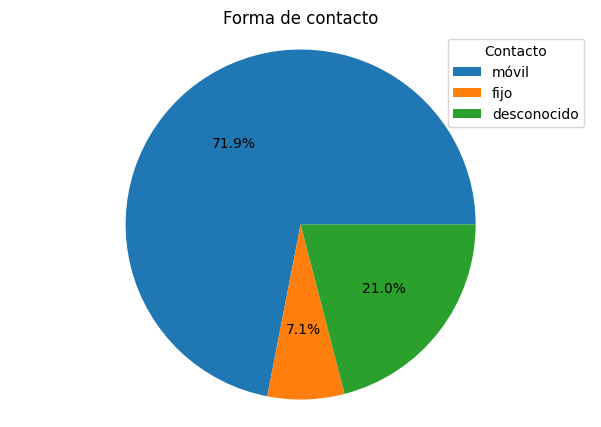 Forma de contacto
Contacto
móvil
fijo
desconocido
71.9%
21.0%
7.1%